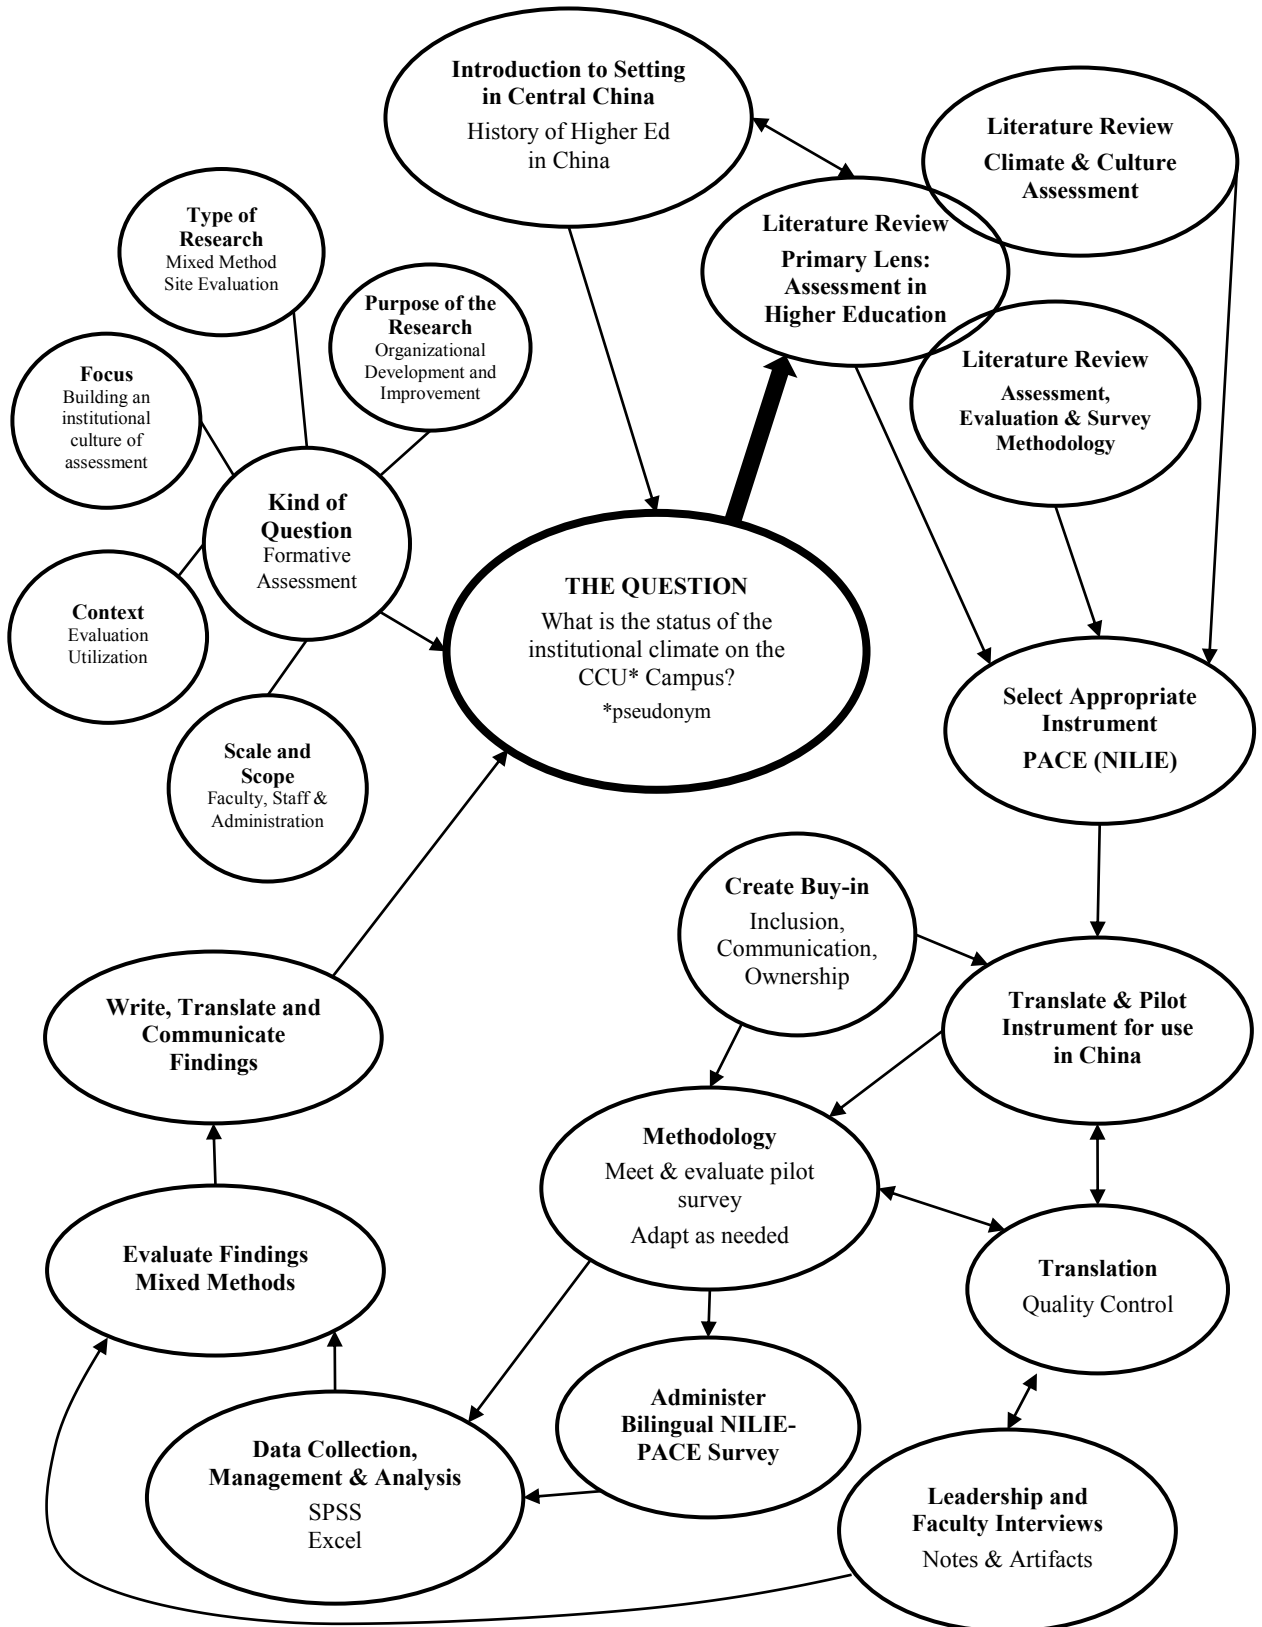 Introduction to Setting
in Central China
History of Higher Ed
in China
Literature Review
Climate & Culture
Assessment
Literature Review
Primary Lens:
Assessment in
Higher Education
Type of
Research
Mixed Method
Site Evaluation
Purpose of the
Research
Organizational
Development and
Improvement
Literature Review
Assessment,
Evaluation & Survey
Methodology
Focus
Building an
institutional
culture of
assessment
Kind of
Question
Formative
Assessment
THE QUESTION
What is the status of the
institutional climate on the
CCU* Campus?
*pseudonym
Context
Evaluation
Utilization
Select Appropriate
Instrument
PACE (NILIE)
Scale and
Scope
Faculty, Staff &
Administration
Create Buy-in
Inclusion,
Communication,
Ownership
Write, Translate and
Communicate
Findings
Translate & Pilot
Instrument for use
in China
Methodology
Meet & evaluate pilot
survey
Adapt as needed
Evaluate Findings
Mixed Methods
Translation
Quality Control
Administer
Bilingual NILIE-
PACE Survey
Data Collection,
Management & Analysis
SPSS
Excel
Leadership and
Faculty Interviews
Notes & Artifacts